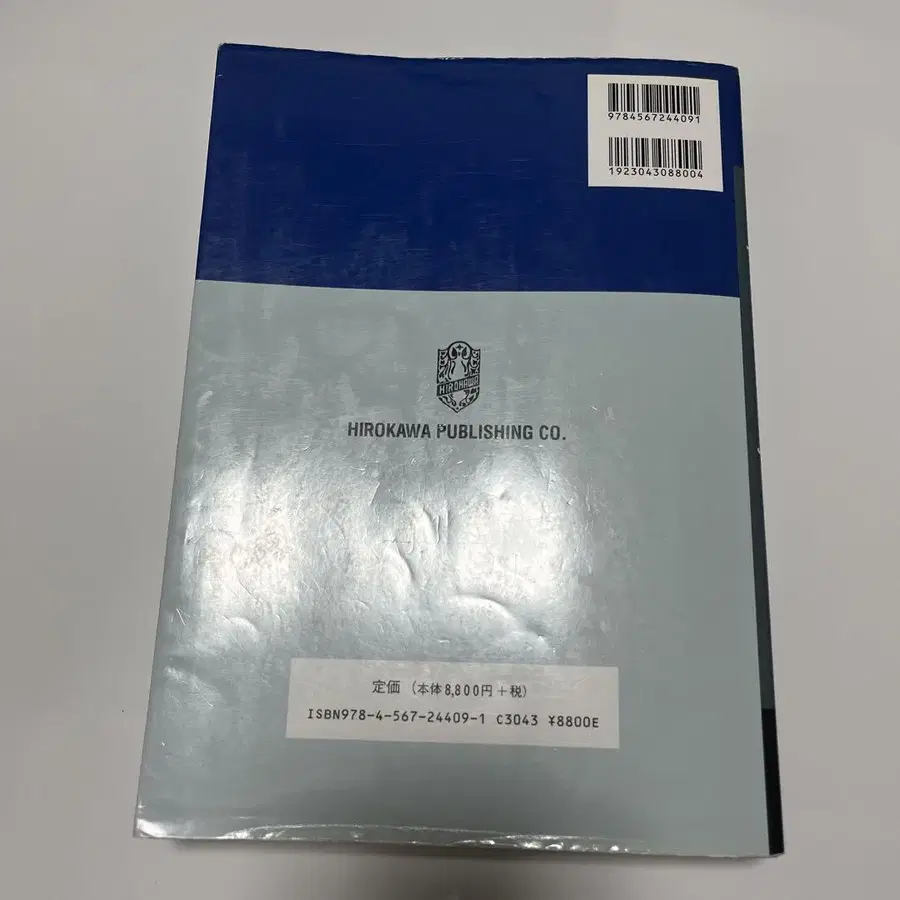 9784567244091
1923043088004
HIROKAWA
HIROKAWA PUBLISHING CO.
定価（本体8,800円＋税）
ISBN978-4-567-24409-1 C3043 ¥8800E